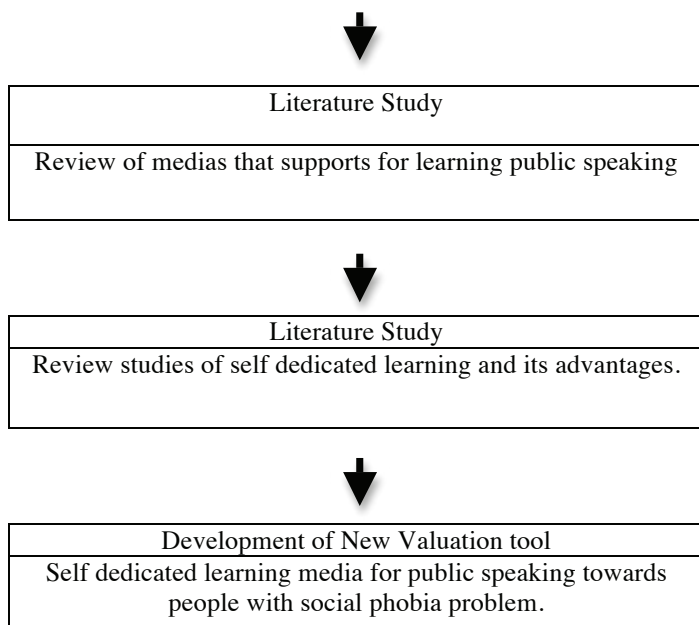 Literature Study
Review of medias that supports for learning public speaking
Literature Study
Review studies of self dedicated learning and its advantages.
Development of New Valuation tool
Self dedicated learning media for public speaking towards
people with social phobia problem.